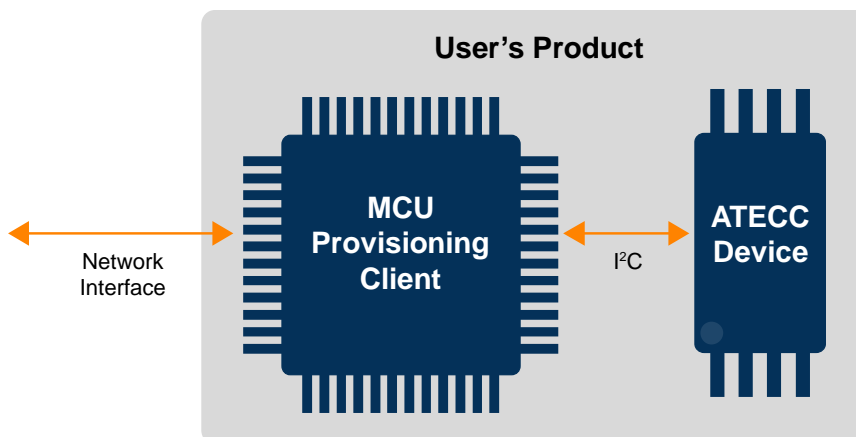 User's Product
MCU
Provisioning
Client
ATECC
Device
Network
Interface
I²C